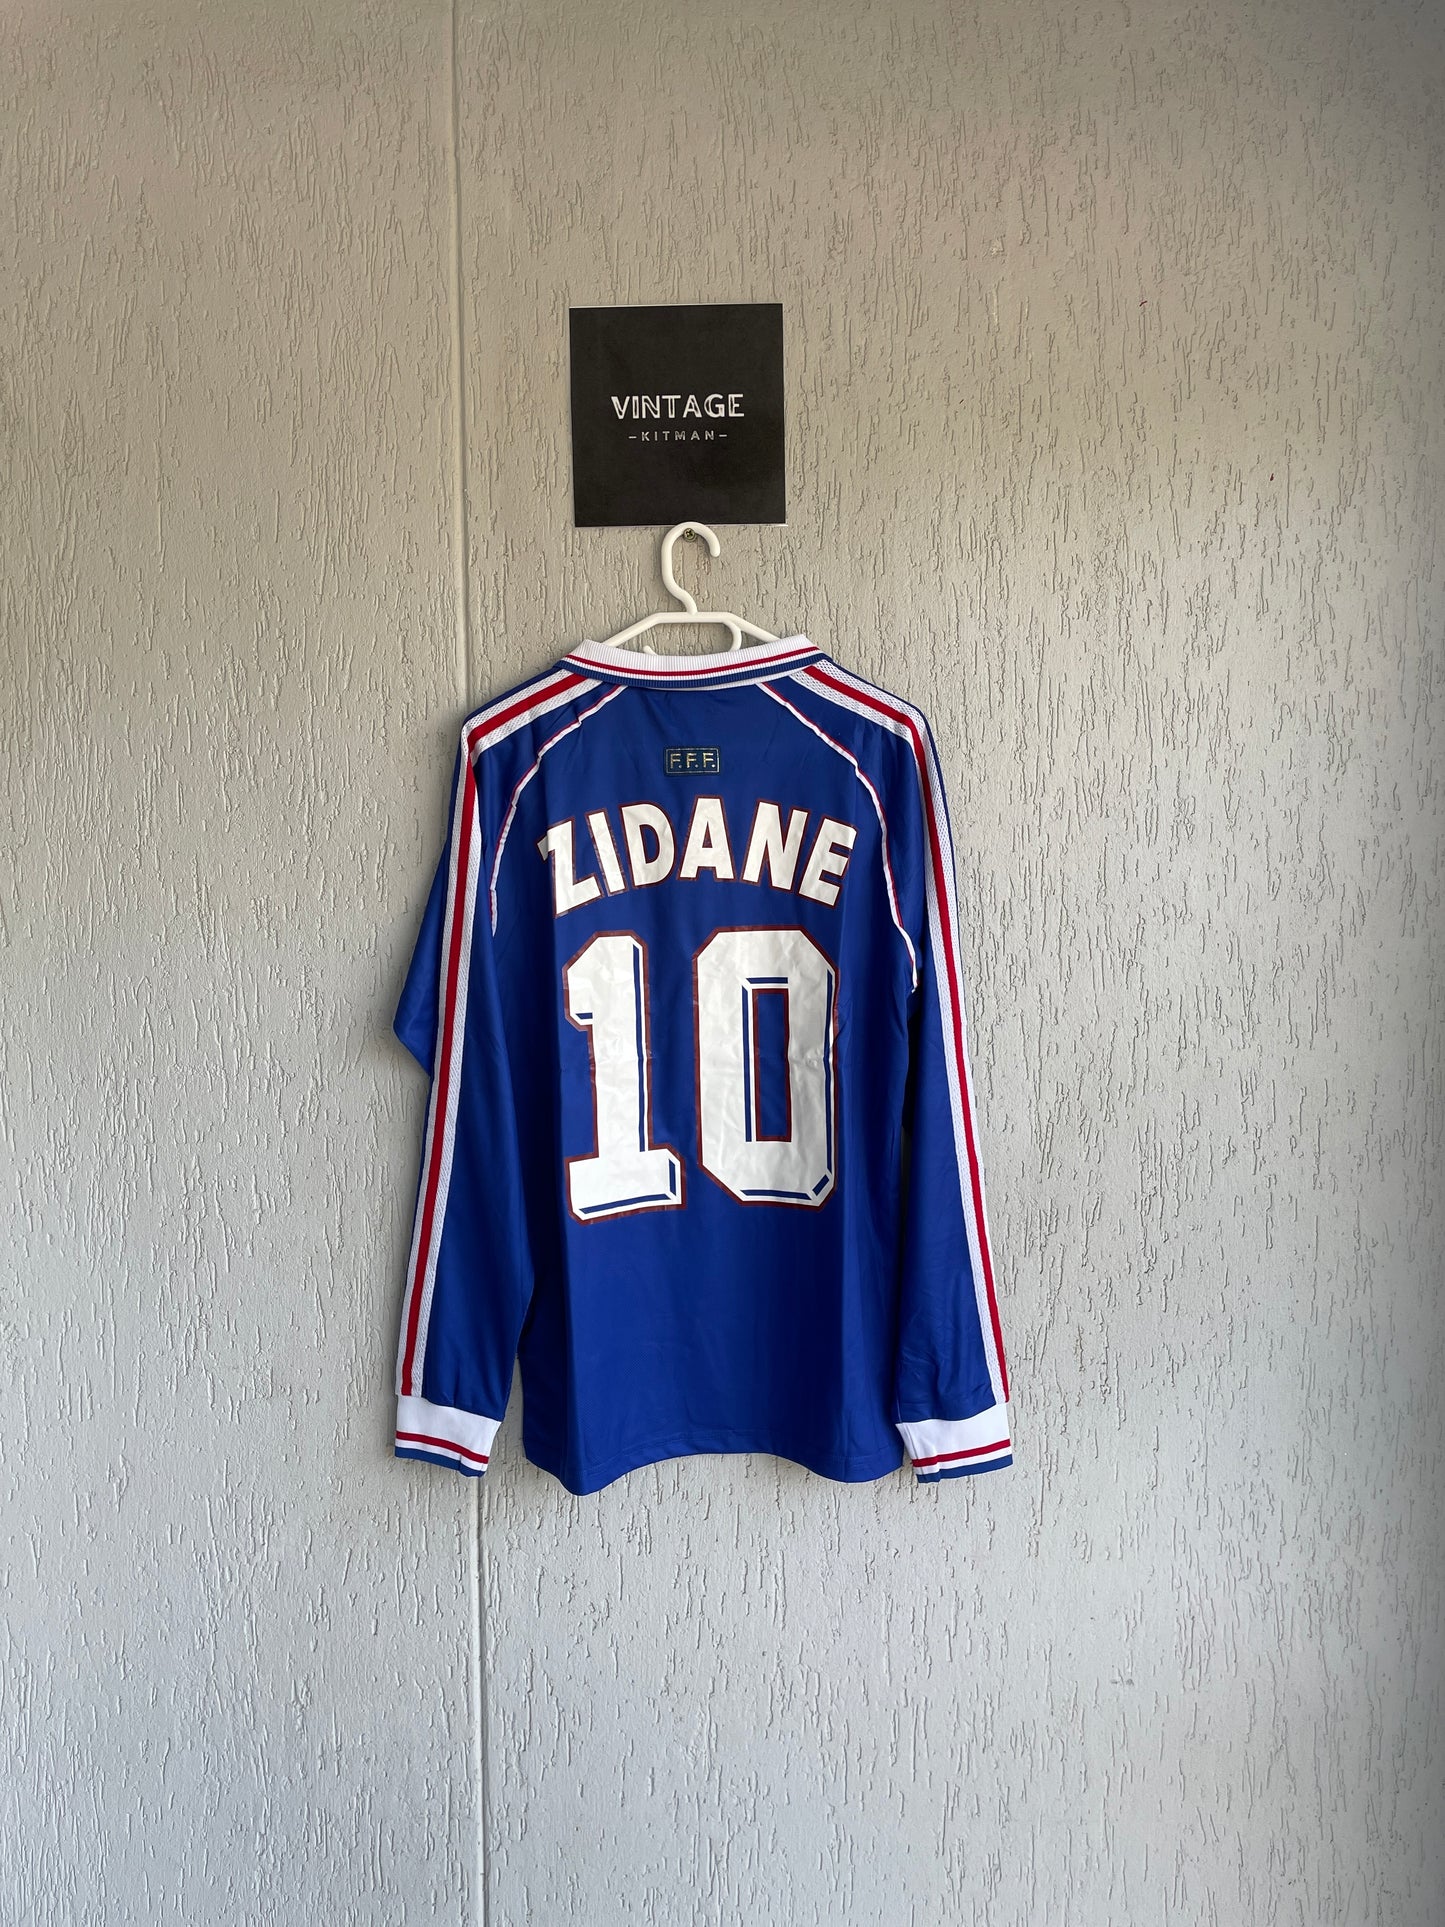 VINTAGE
–KITMAN–
F.F.F.
ZIDANE
10